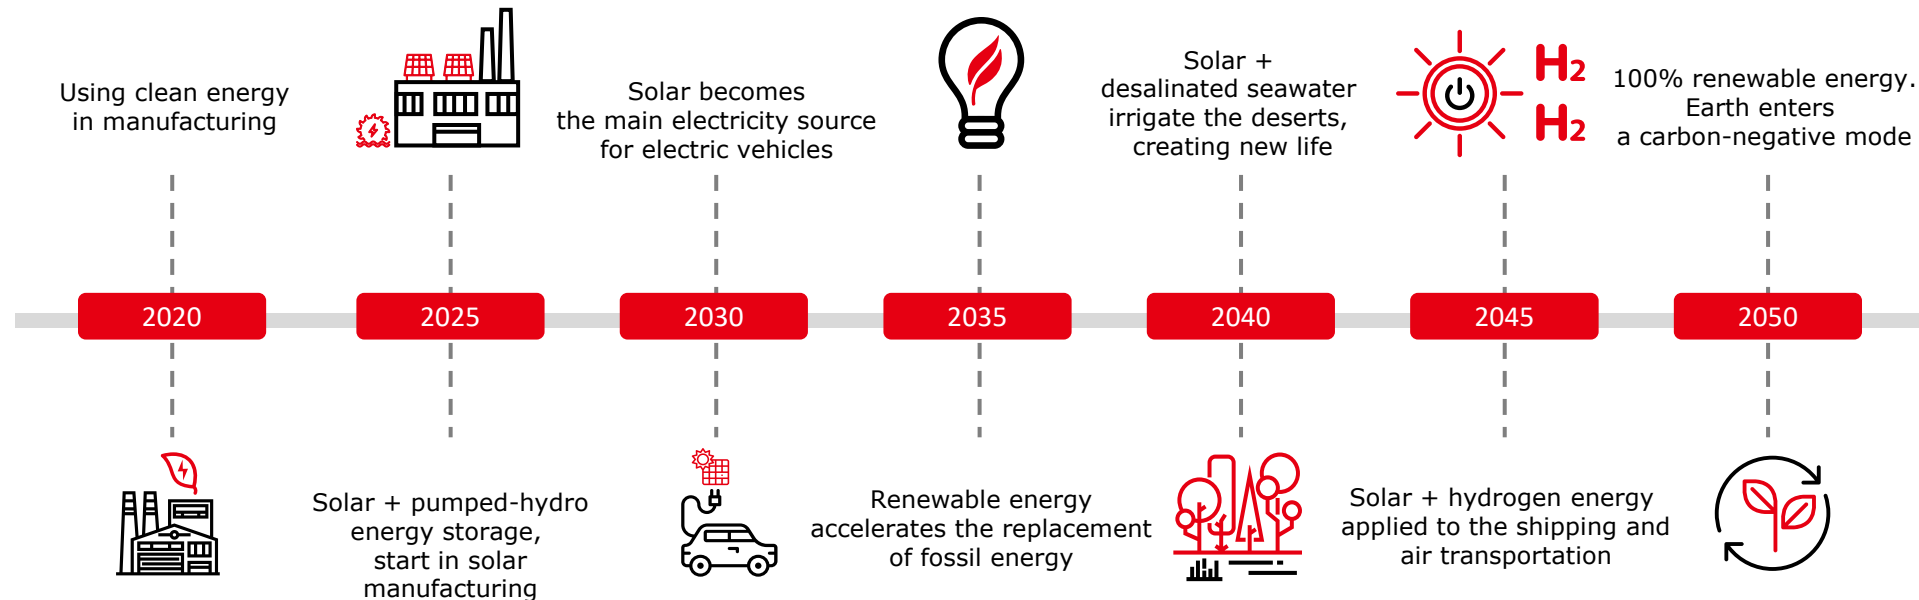 Using clean energy
in manufacturing
Solar becomes
the main electricity source
for electric vehicles
Solar +
desalinated seawater
irrigate the deserts,
creating new life
H2
H2
100% renewable energy.
Earth enters
a carbon-negative mode
2020
2025
2030
2035
2040
2045
2050
Solar + pumped-hydro
energy storage,
start in solar
manufacturing
Renewable energy
accelerates the replacement
of fossil energy
Solar + hydrogen energy
applied to the shipping and
air transportation